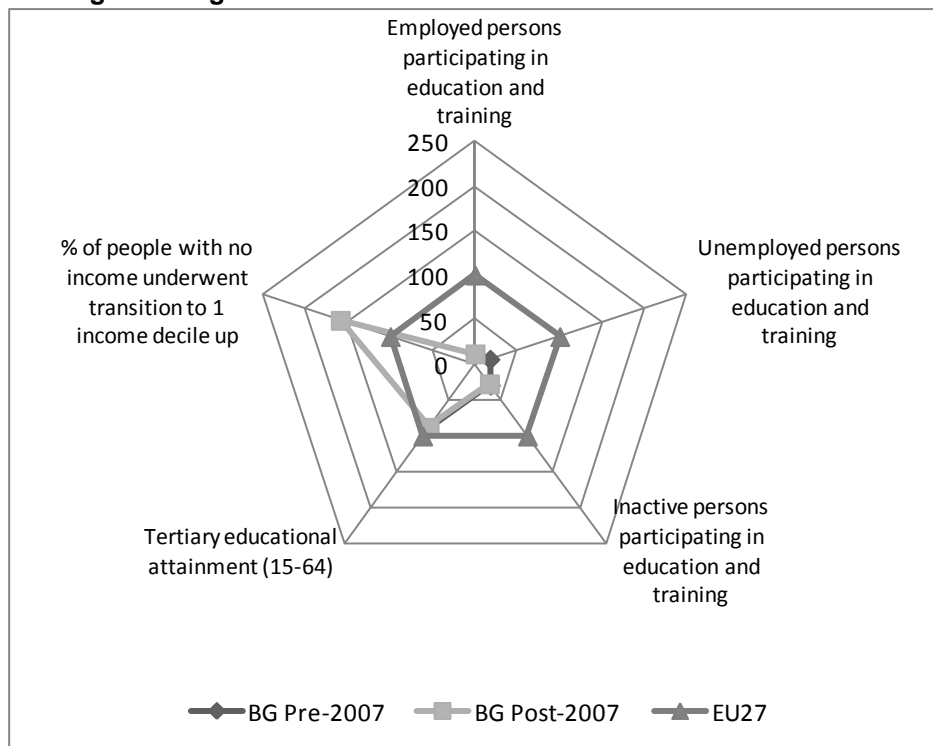 Employed persons
participating in
education and
training
250
200
150
100
50
0
% of people with no
income underwent
transition to 1
income decile up
Unemployed persons
participating in
education and
training
Tertiary educational
attainment (15-64)
Inactive persons
participating in
education and
training
BG Pre-2007 BG Post-2007 EU27